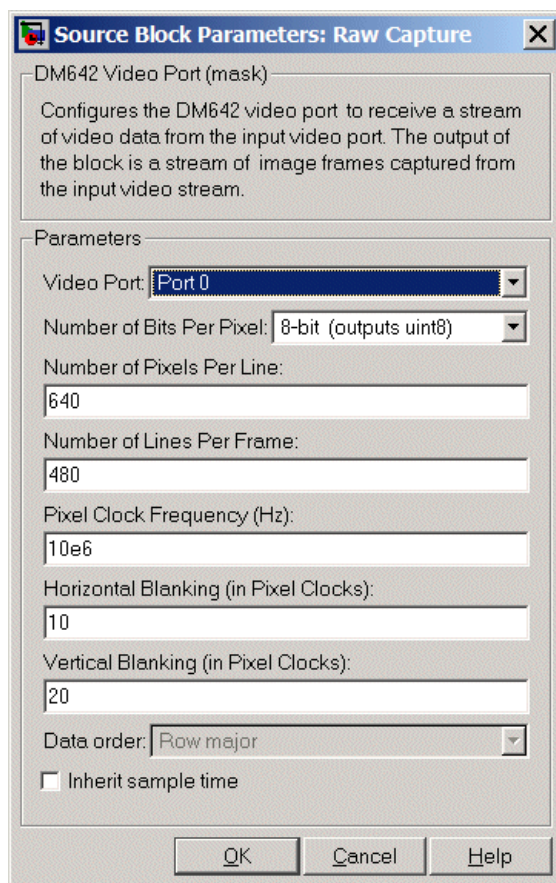 Source Block Parameters: Raw Capture
DM642 Video Port (mask)
Configures the DM642 video port to receive a stream
of video data from the input video port. The output of
the block is a stream of image frames captured from
the input video stream.
Parameters
Video Port: Port 0
Number of Bits Per Pixel: 8-bit (outputs uint8)
Number of Pixels Per Line:
640
Number of Lines Per Frame:
480
Pixel Clock Frequency (Hz):
10e6
Horizontal Blanking (in Pixel Clocks):
10
Vertical Blanking (in Pixel Clocks):
20
Data order: Row major
Inherit sample time
OK Cancel Help